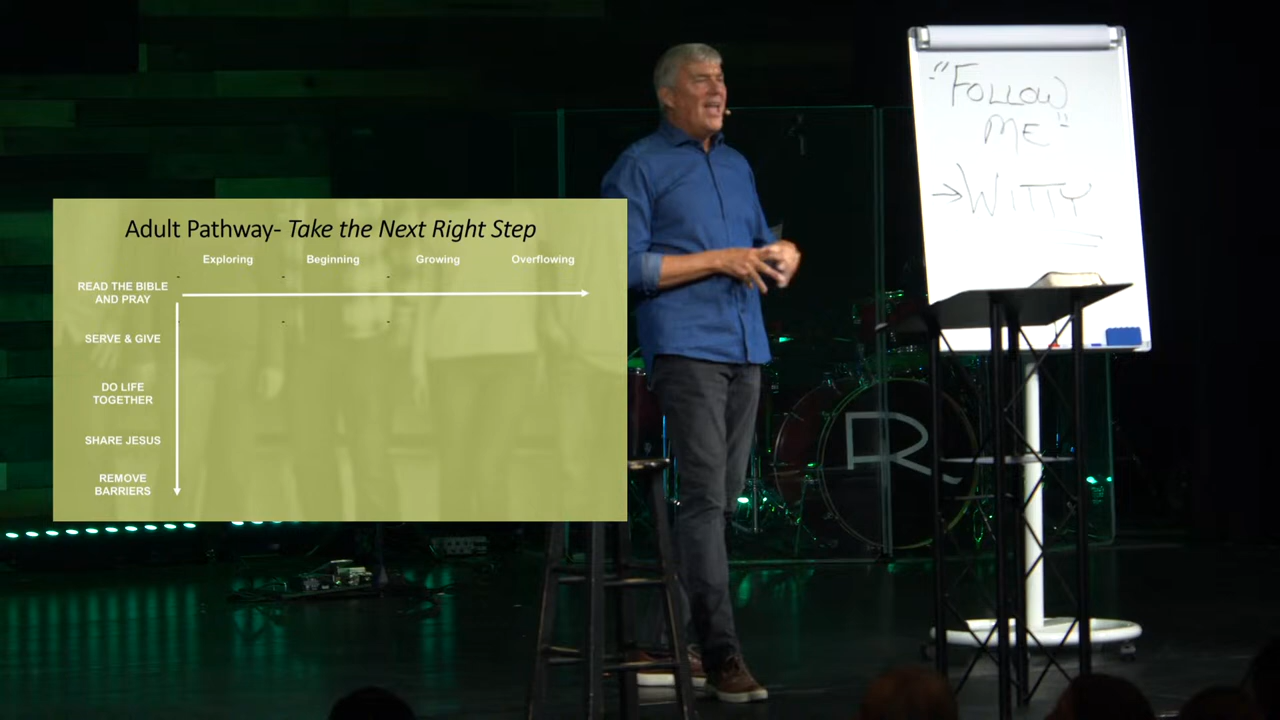 Adult Pathway- Take the Next Right Step
Exploring Beginning Growing Overflowing
READ THE BIBLE
AND PRAY
SERVE & GIVE
DO LIFE
TOGETHER
SHARE JESUS
REMOVE
BARRIERS
"FOLLOW
ME"
→WITTY
R